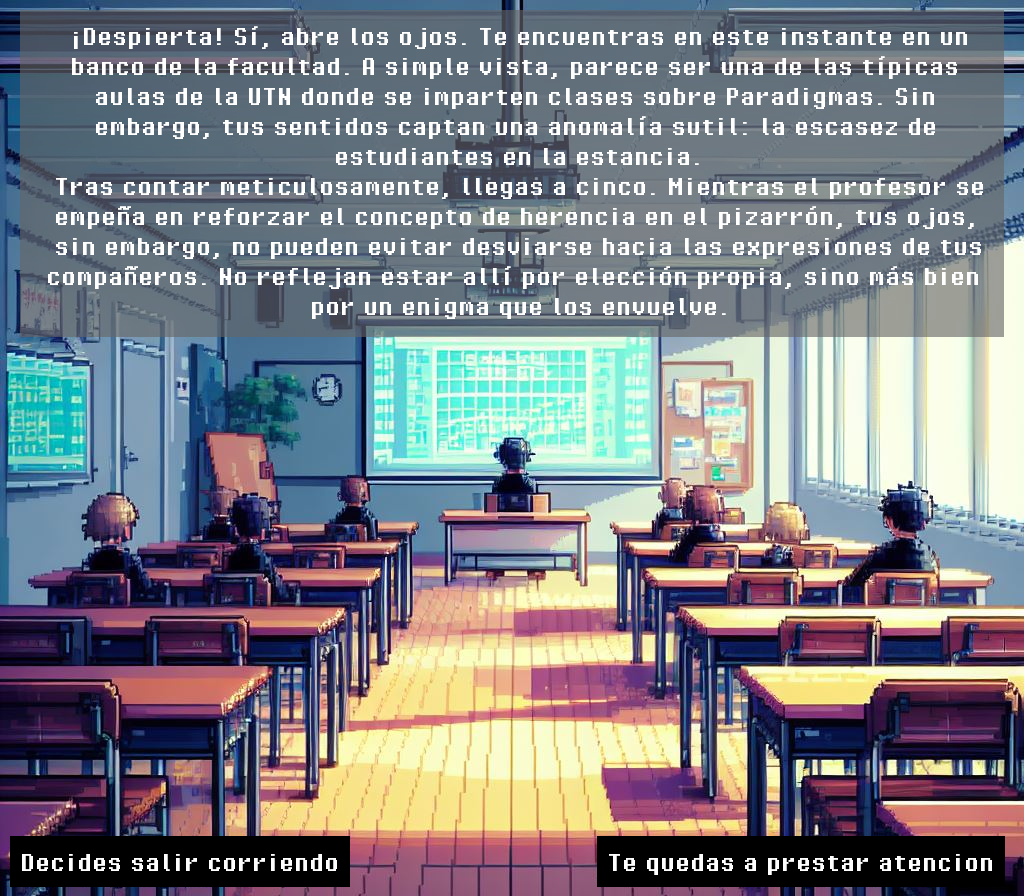 ¡Despierta! Sí, abre los ojos. Te encuentras en este instante en un
banco de la facultad. A simple vista, parece ser una de las típicas
aulas de la UTN donde se imparten clases sobre Paradigmas. Sin
embargo, tus sentidos captan una anomalía sutil: la escasez de
estudiantes en la estancia.
Tras contar meticulosamente, llegas a cinco. Mientras el profesor se
empeña en reforzar el concepto de herencia en el pizarrón, tus ojos,
sin embargo, no pueden evitar desviarse hacia las expresiones de tus
compañeros. No reflejan estar allí por elección propia, sino más bien
por un enigma que los envuelve.
Decides salir corriendo
Te quedas a prestar atencion